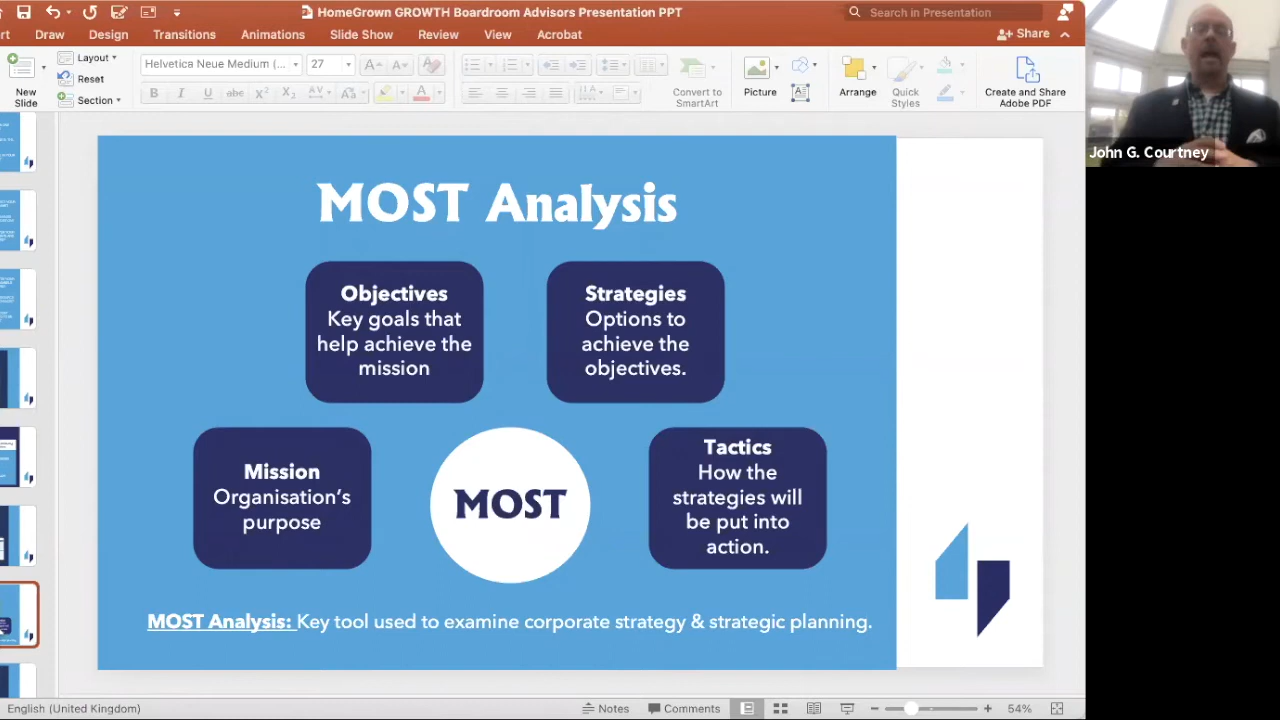 HomeGrown GROWTH Boardroom Advisors Presentation PPT
Search in Presentation
rt Draw Design Transitions Animations Slide Show Review View Acrobat
Share
New
Slide
Layout
Reset
Section
Helvetica Neue Medium (...
27
Convert to
SmartArt
Picture
Arrange
Quick
Styles
Create and Share
Adobe PDF
John G. Courtney
MOST Analysis
Objectives
Key goals that
help achieve the
mission
Strategies
Options to
achieve the
objectives.
Mission
Organisation's
purpose
MOST
Tactics
How the
strategies will
be put into
action.
MOST Analysis: Key tool used to examine corporate strategy & strategic planning.
English (United Kingdom)
Notes
Comments
54%